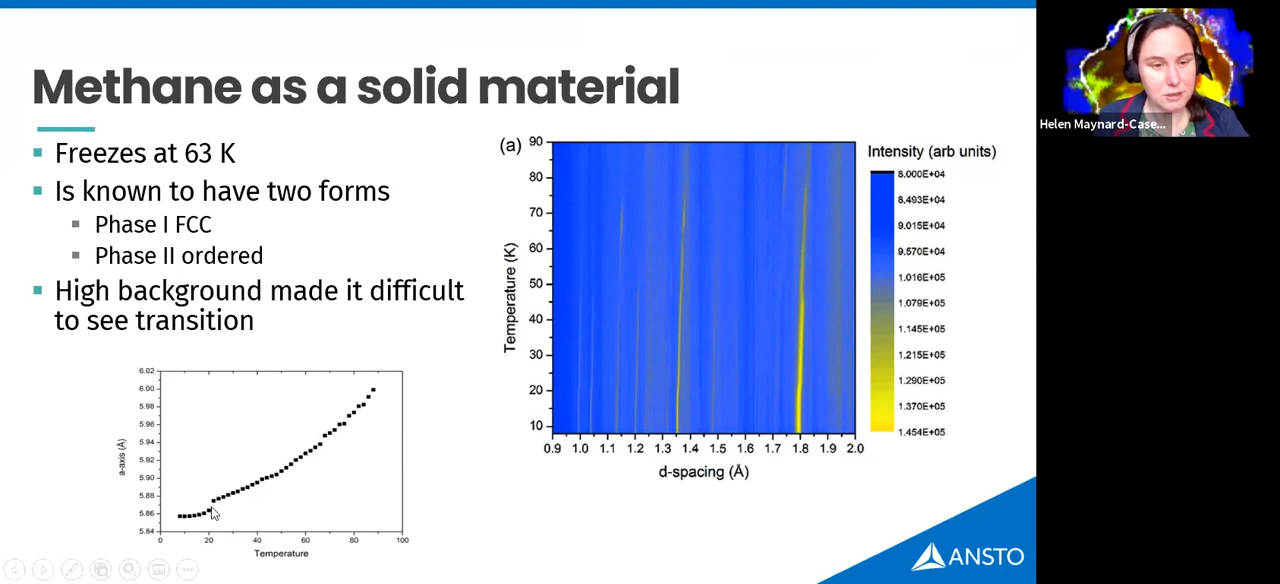 Methane as a solid material
Freezes at 63 K
Is known to have two forms
Phase I FCC
Phase II ordered
High background made it difficult
to see transition
6.02
6.00
5.98
5.96
5.94
5.92
5.90
5.88
5.86
5.84
a-axis (Å)
0 20 40 60 80 100
Temperature
(a)
90
80
70
60
50
40
30
20
10
Temperature (K)
0.9 1.0 1.1 1.2 1.3 1.4 1.5 1.6 1.7 1.8 1.9 2.0
d-spacing (Å)
Intensity (arb units)
8.000E+04
8.493E+04
9.015E+04
9.570E+04
1.016E+05
1.079E+05
1.145E+05
1.215E+05
1.290E+05
1.370E+05
1.454E+05
ANSTO
Helen Maynard-Case...